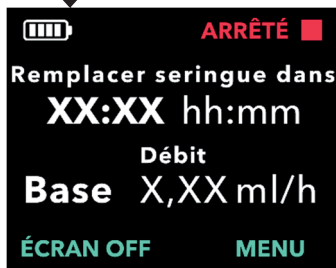 ARRÊTÉ
Remplacer seringue dans
XX:XX hh:mm
Débit
Base X,XX ml/h
ÉCRAN OFF MENU